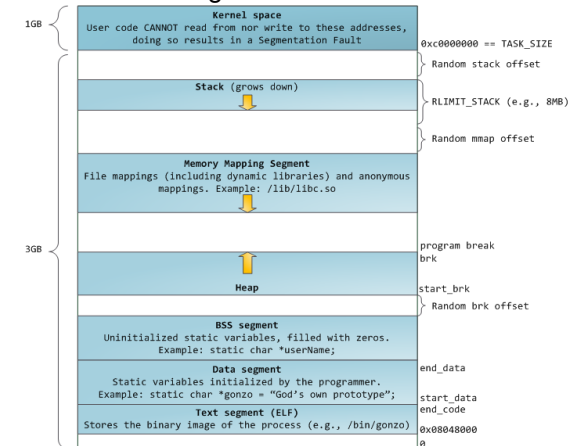 Kernel space
1GB
User code CANNOT read from nor write to these addresses,
doing so results in a Segmentation Fault
0xc0000000 == TASK_SIZE
Random stack offset
Stack (grows down)
RLIMIT_STACK (e.g., 8MB)
Random mmap offset
Memory Mapping Segment
File mappings (including dynamic libraries) and anonymous
mappings. Example: /lib/libc.so
3GB
program break
brk
Heap
start_brk
Random brk offset
BSS segment
Uninitialized static variables, filled with zeros.
Example: static char *userName;
Data segment
end_data
Static variables initialized by the programmer.
Example: static char *gonzo = “God’s own prototype”;
start_data
Text segment (ELF)
end_code
Stores the binary image of the process (e.g., /bin/gonzo)
0x08048000
0